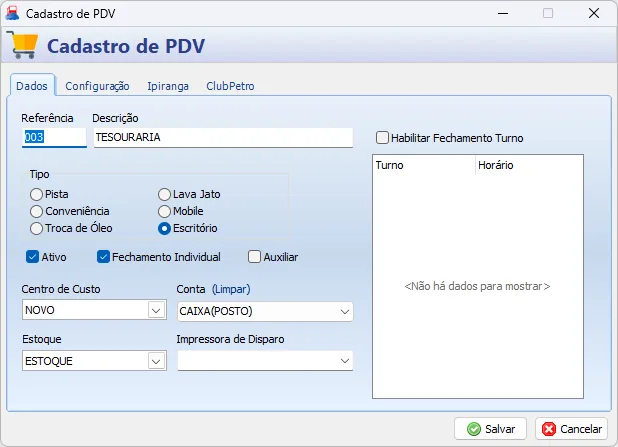 Cadastro de PDV
Cadastro de PDV
Dados Configuração Ipiranga ClubPetro
Referência Descrição
003 TESOURARIA
Habilitar Fechamento Turno
Turno Horário
Tipo
Pista Lava Jato
Conveniência Mobile
Troca de Óleo Escritório
Ativo Fechamento Individual Auxiliar
Centro de Custo Conta (Limpar)
NOVO CAIXA(POSTO)
<Não há dados para mostrar>
Estoque Impressora de Disparo
ESTOQUE
Salvar Cancelar